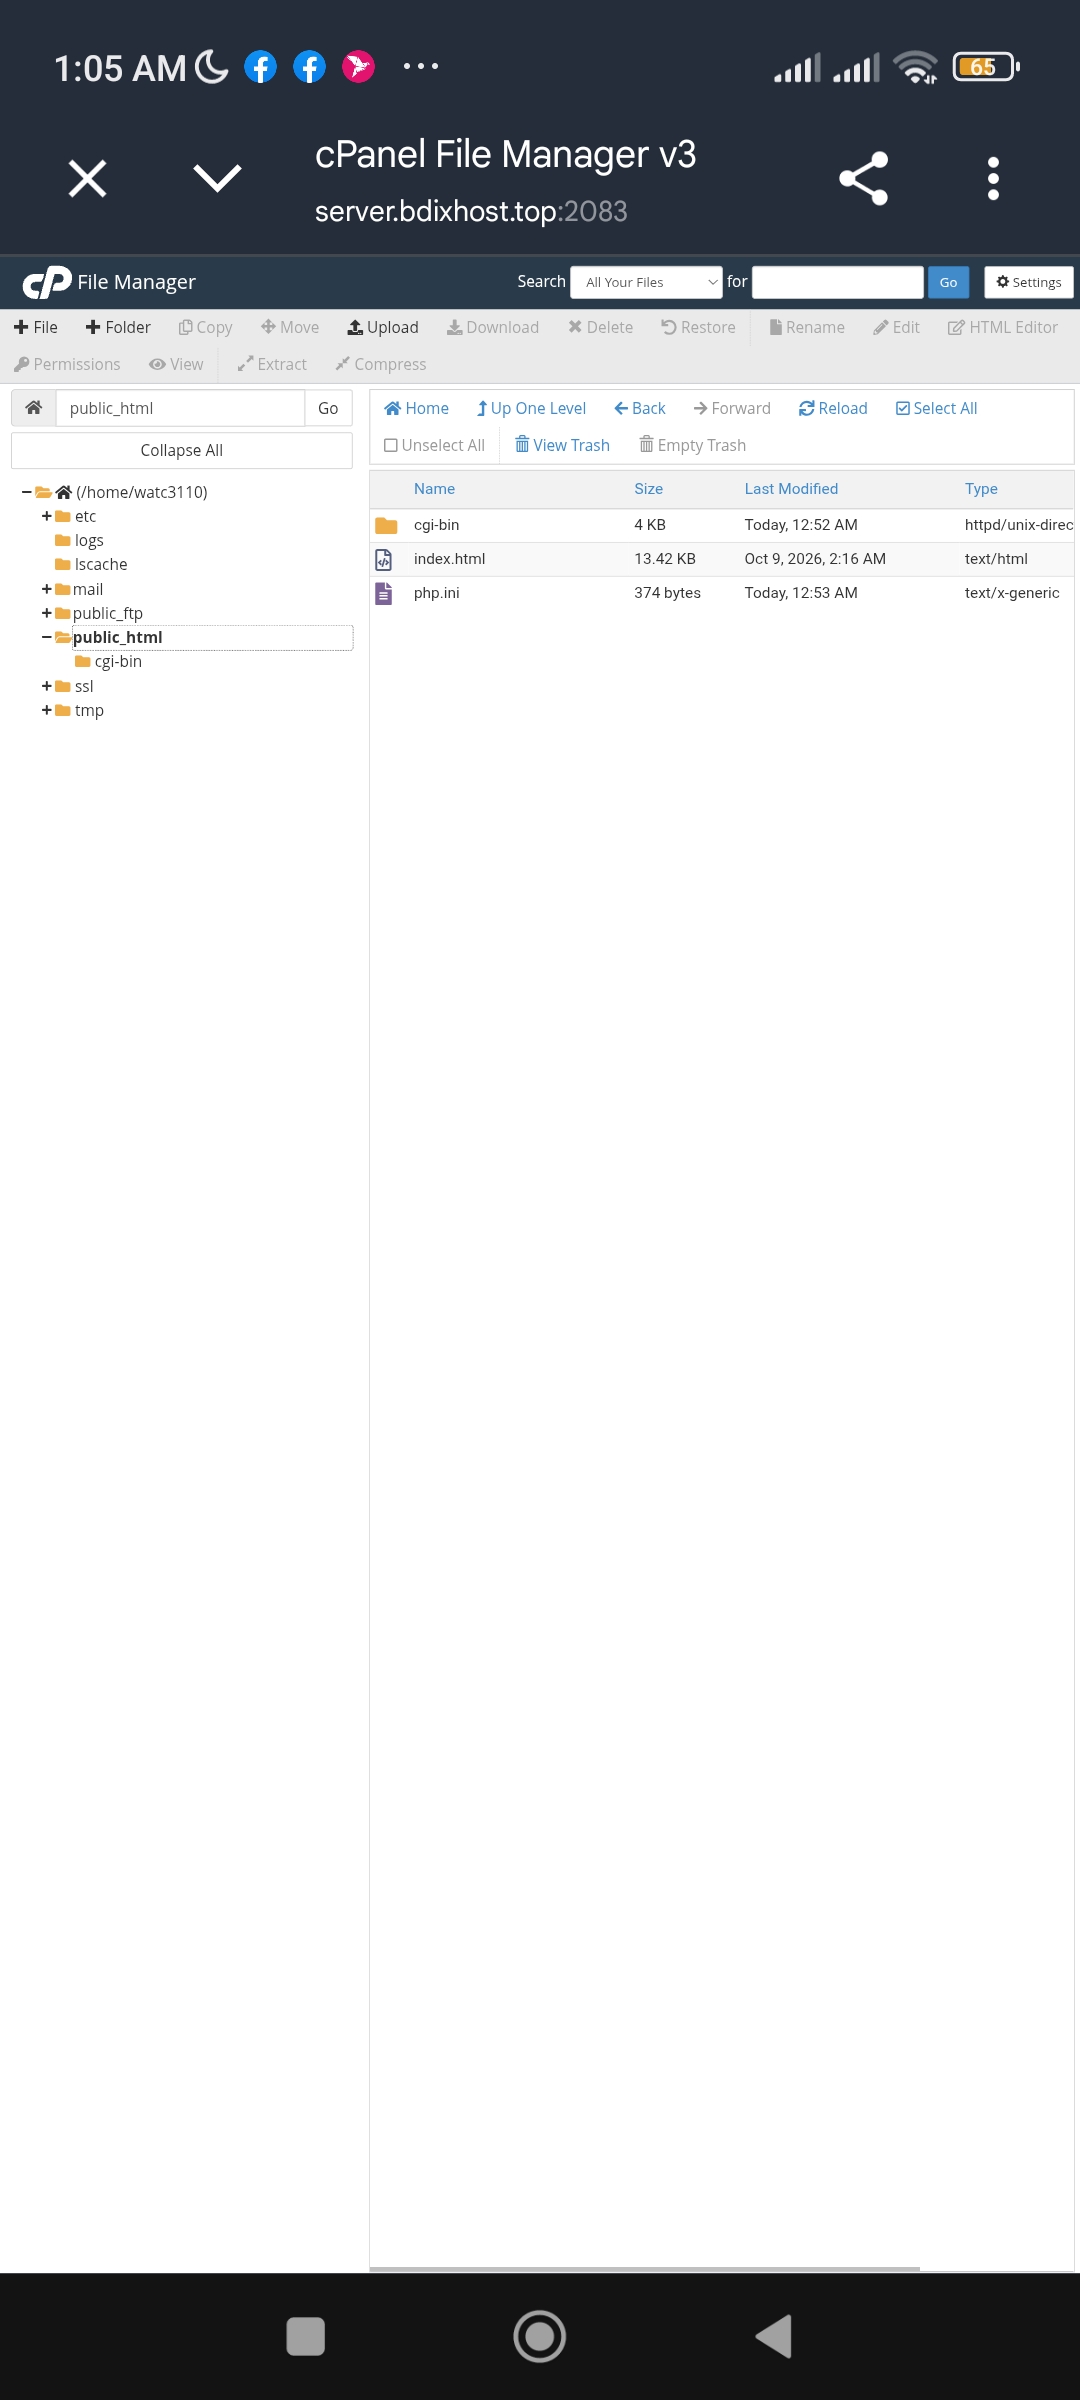 1:05 AM
65
cPanel File Manager v3
server.bdixhost.top:2083
cP File Manager
Search All Your Files for Go Settings
File Folder Copy Move Upload Download Delete Restore Rename Edit HTML Editor
Permissions View Extract Compress
public_html Go
Collapse All
(/home/watc3110)
etc
logs
lscache
mail
public_ftp
public_html
cgi-bin
ssl
tmp
Home Up One Level Back Forward Reload Select All
Unselect All View Trash Empty Trash
Name Size Last Modified Type
cgi-bin 4 KB Today, 12:52 AM httpd/unix-direc
index.html 13.42 KB Oct 9, 2026, 2:16 AM text/html
php.ini 374 bytes Today, 12:53 AM text/x-generic